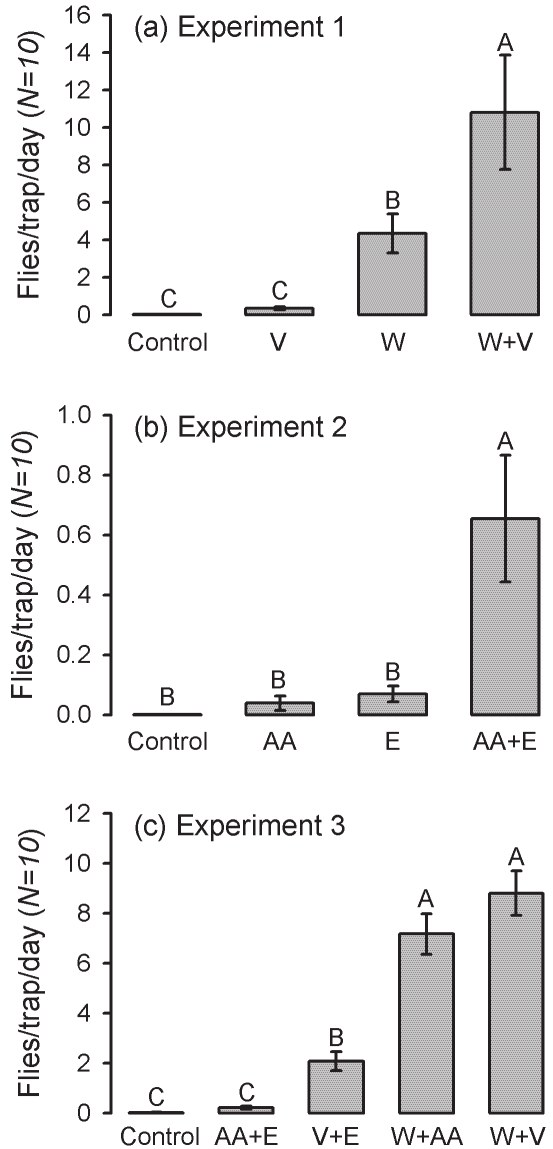 (a) Experiment 1
Flies/trap/day (N=10)
16
14
12
10
8
6
4
2
0
C
C
B
A
Control
V
W
W+V
(b) Experiment 2
Flies/trap/day (N=10)
1.0
0.8
0.6
0.4
0.2
0.0
B
B
B
A
Control
AA
E
AA+E
(c) Experiment 3
Flies/trap/day (N=10)
12
10
8
6
4
2
0
C
C
B
A
A
Control
AA+E
V+E
W+AA
W+V